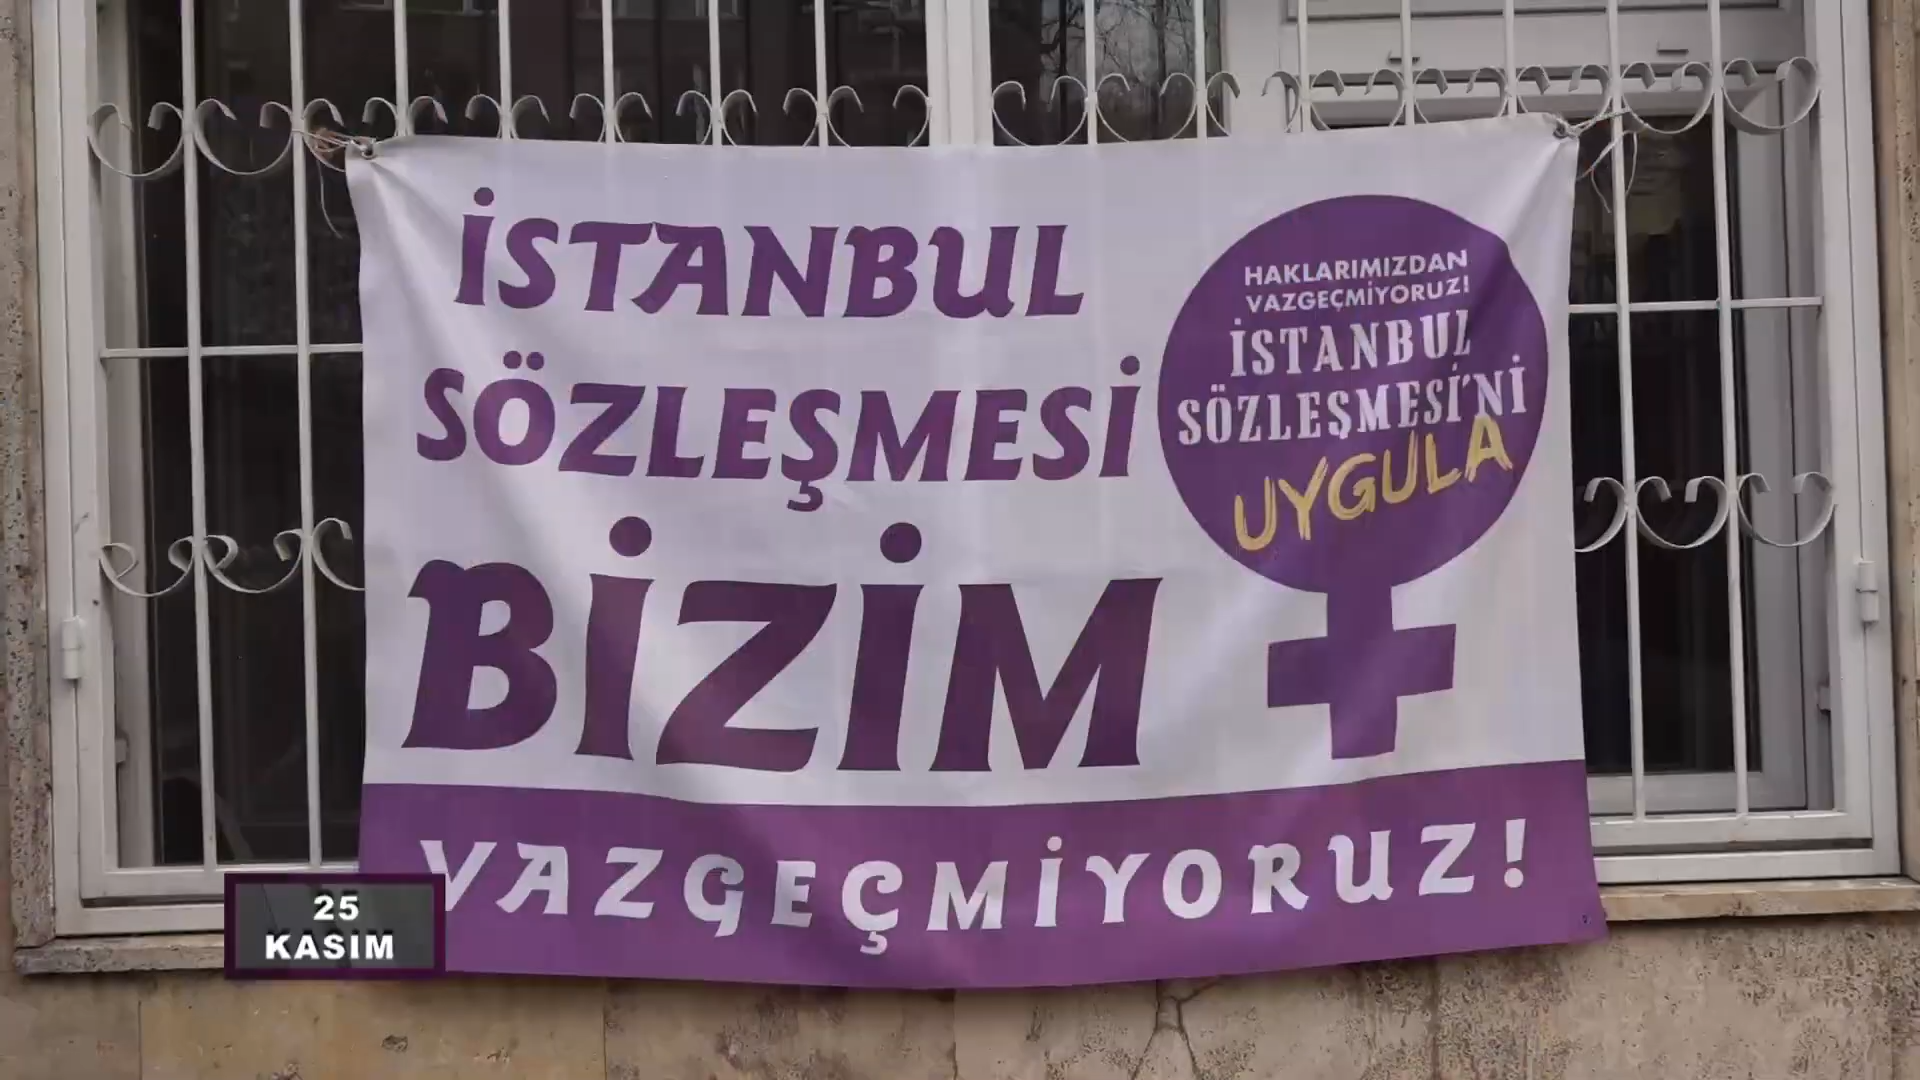 İSTANBUL
SÖZLEŞMESİ
BİZİM
VAZGEÇMİYORUZ!
HAKLARIMIZDAN
VAZGEÇMİYORUZ!
İSTANBUL
SÖZLEŞMESİ'Nİ
UYGULA
25
KASIM